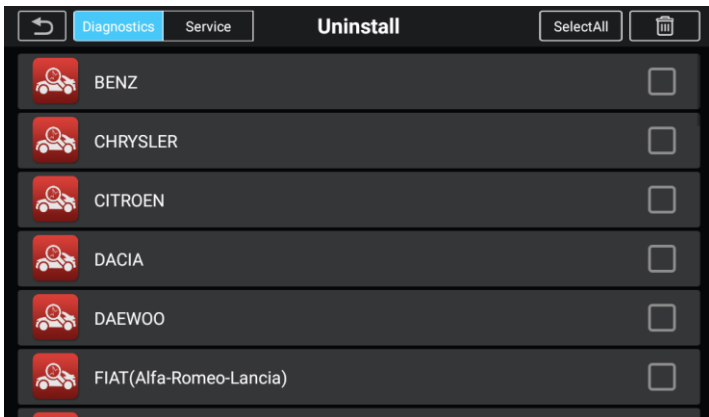 Diagnostics Service Uninstall SelectAll
BENZ
CHRYSLER
CITROEN
DACIA
DAEWOO
FIAT(Alfa-Romeo-Lancia)